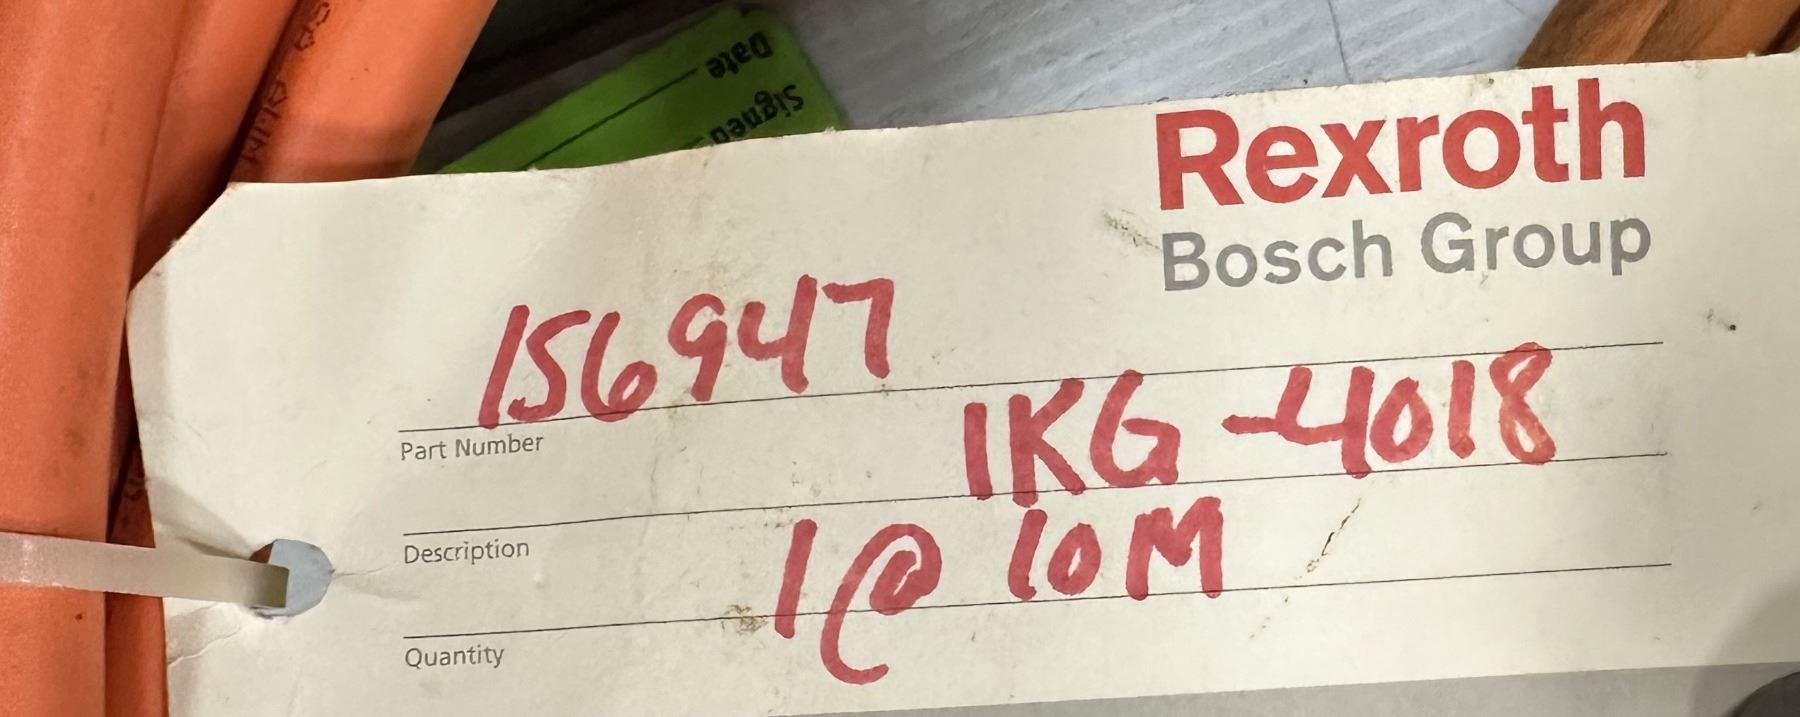 Date
Signed
Rexroth
Bosch Group
156947
Part Number
IKG-4018
Description
1@ 10M
Quantity